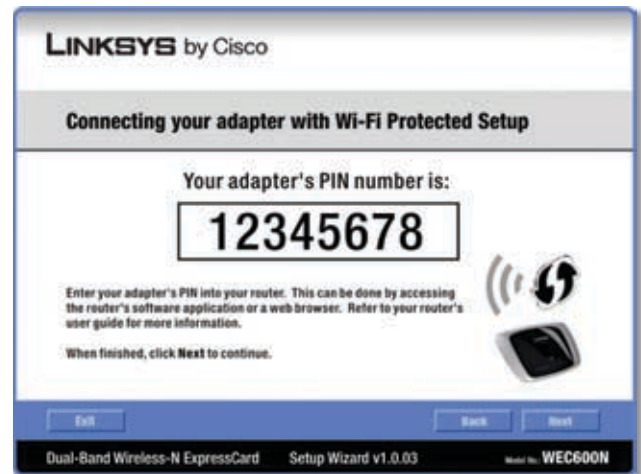 LINKSYS by Cisco
Connecting your adapter with Wi-Fi Protected Setup
Your adapter's PIN number is:
12345678
Enter your adapter's PIN into your router. This can be done by accessing
the router's software application or a web browser. Refer to your router's
user guide for more information.
When finished, click Next to continue.
Exit
Back
Next
Dual-Band Wireless-N ExpressCard
Setup Wizard v1.0.03
Model No. WEC600N